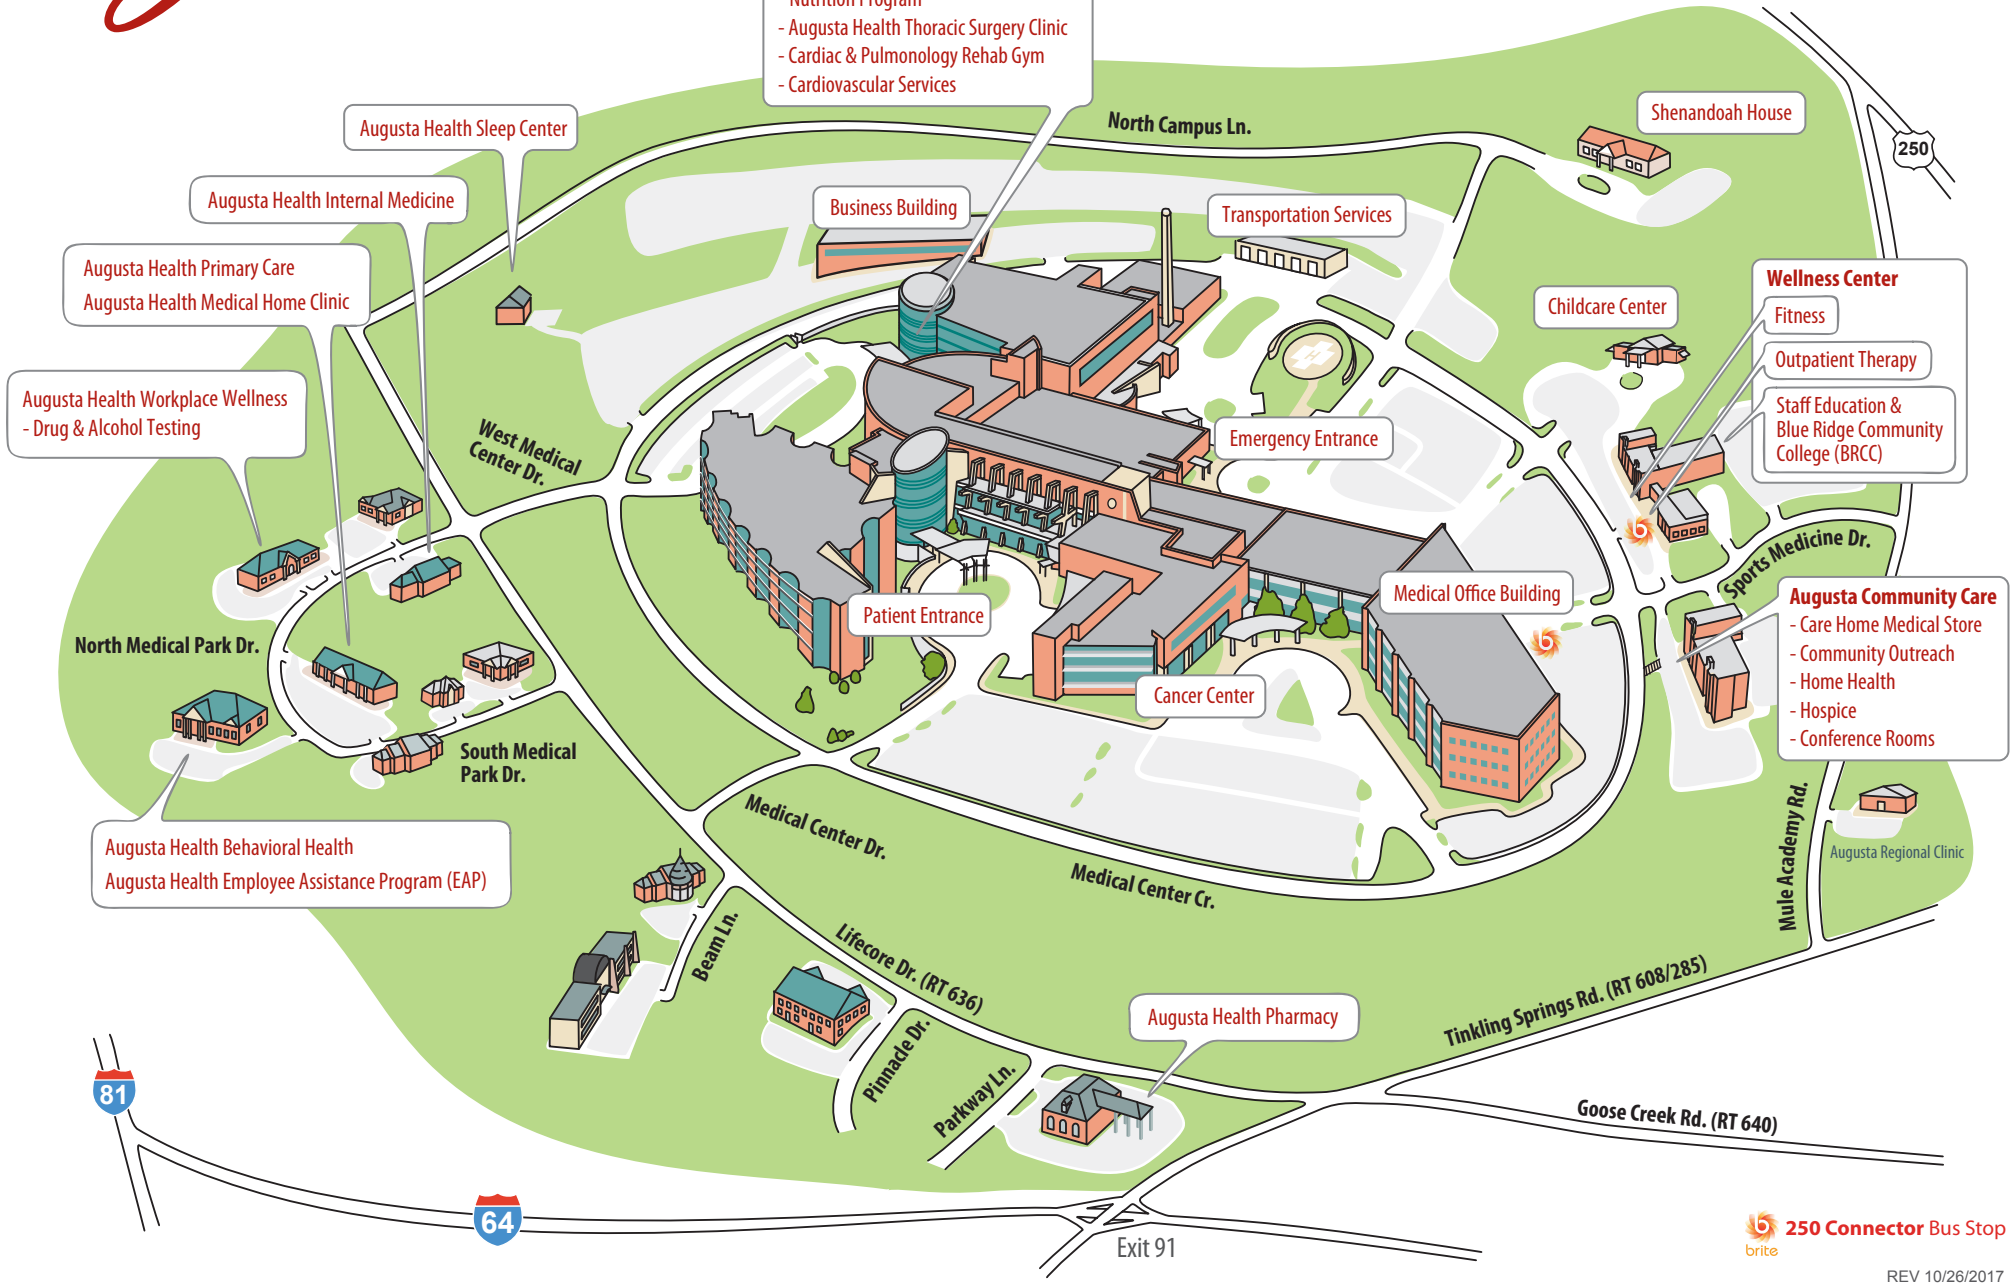 Nutrition Program
- Augusta Health Thoracic Surgery Clinic
- Cardiac & Pulmonology Rehab Gym
- Cardiovascular Services
North Campus Ln.
Shenandoah House
250
Augusta Health Sleep Center
Augusta Health Internal Medicine
Business Building
Transportation Services
Augusta Health Primary Care
Augusta Health Medical Home Clinic
Wellness Center
Fitness
Outpatient Therapy
Staff Education &
Blue Ridge Community
College (BRCC)
Childcare Center
H
Augusta Health Workplace Wellness
- Drug & Alcohol Testing
West Medical
Center Dr.
Emergency Entrance
b
Sports Medicine Dr.
Medical Office Building
Patient Entrance
Augusta Community Care
- Care Home Medical Store
- Community Outreach
- Home Health
- Hospice
- Conference Rooms
North Medical Park Dr.
b
Cancer Center
South Medical
Park Dr.
Medical Center Dr.
Medical Center Cr.
Mule Academy Rd.
Augusta Regional Clinic
Augusta Health Behavioral Health
Augusta Health Employee Assistance Program (EAP)
Beam Ln.
Lifecore Dr. (RT 636)
Pinnacle Dr.
Parkway Ln.
Augusta Health Pharmacy
Tinkling Springs Rd. (RT 608/285)
Goose Creek Rd. (RT 640)
81
64
Exit 91
b
brite
250 Connector Bus Stop
REV 10/26/2017